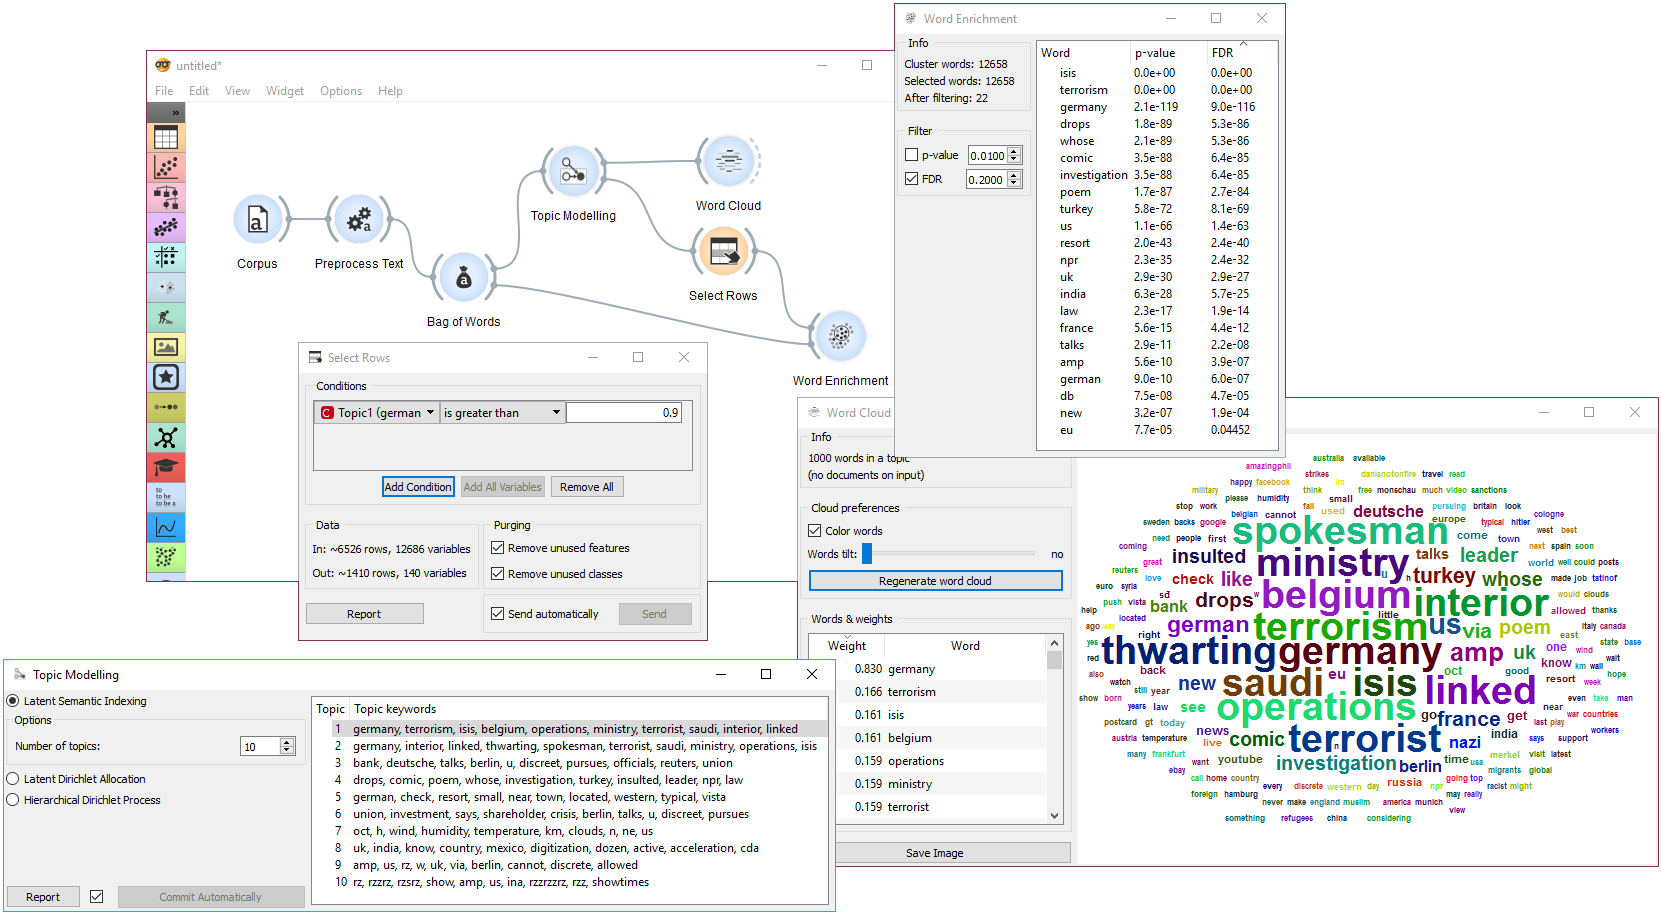 Word Enrichment
Info
Cluster words: 12658
Selected words: 12658
After filtering: 22
Filter
p-value 0.0100
FDR 0.2000
Word p-value FDR
isis 0.0e+00 0.0e+00
terrorism 0.0e+00 0.0e+00
germany 2.1e-119 9.0e-116
drops 1.8e-89 5.3e-86
whose 2.1e-89 5.3e-86
comic 3.5e-88 6.4e-85
investigation 3.5e-88 6.4e-85
poem 1.7e-87 2.7e-84
turkey 5.8e-72 8.1e-69
us 1.1e-66 1.4e-63
resort 2.0e-43 2.4e-40
npr 2.3e-35 2.4e-32
uk 2.9e-30 2.9e-27
india 6.3e-28 5.7e-25
law 2.3e-17 1.9e-14
france 5.6e-15 4.4e-12
talks 2.9e-11 2.2e-08
amp 5.6e-10 3.9e-07
german 9.0e-10 6.0e-07
db 7.5e-08 4.7e-05
new 3.2e-07 1.9e-04
eu 7.7e-05 0.04452
untitled*
File Edit View Widget Options Help
»
to
to be
to be a
Corpus
Preprocess Text
Bag of Words
Topic Modelling
Word Cloud
Select Rows
Word Enrichment
Select Rows
Conditions
C Topic1 (german is greater than 0.9
Add Condition Add All Variables Remove All
Data
In: ~6526 rows, 12686 variables
Out: ~1410 rows, 140 variables
Purging
Remove unused features
Remove unused classes
Report
Send automatically Send
Word Cloud
Info
1000 words in a topic
(no documents on input)
Cloud preferences
Color words
Words tilt: no
Regenerate word cloud
Words & weights
Weight Word
0.830 germany
0.166 terrorism
0.161 isis
0.161 belgium
0.159 operations
0.159 ministry
0.159 terrorist
Save Image
australia available
amazingphil strikes danisnotonfire travel read
happy facebook im
military think free monschau much video sanctions
please humidity small
stop work fall used deutsche pursuing britain look
belgian cannot europe cologne
sweden backs google spokesman typical hitler west best
need people first come town
coming insulted ministry talks leader next spain soon
great world well could posts
reuters check like u h turkey whose made job tatinof
love
euro syria sd drops w belgium interior would clouds
push vista bank little allowed thanks
help located german terrorism us via poem italy canada
ago way right east
yes thwarting germany amp uk one state base
red back wind
also saudi isis eu oct good know km wall wait
watch new linked resort week hope
show born still year operations even take man
years law see go france get near war countries
postcard gt today news last play
austria temperature live comic terrorist n nazi india says support workers
many frankfurt want youtube investigation berlin time usa merkel visit latest
ebay migrants global
call home country russia going top
every discrete western day npr racist might
foreign hamburg may really
never make england muslim america munich view
something refugees china considering
Topic Modelling
Latent Semantic Indexing
Options
Number of topics: 10
Latent Dirichlet Allocation
Hierarchical Dirichlet Process
Report Commit Automatically
Topic Topic keywords
1 germany, terrorism, isis, belgium, operations, ministry, terrorist, saudi, interior, linked
2 germany, interior, linked, thwarting, spokesman, terrorist, saudi, ministry, operations, isis
3 bank, deutsche, talks, berlin, u, discreet, pursues, officials, reuters, union
4 drops, comic, poem, whose, investigation, turkey, insulted, leader, npr, law
5 german, check, resort, small, near, town, located, western, typical, vista
6 union, investment, says, shareholder, crisis, berlin, talks, u, discreet, pursues
7 oct, h, wind, humidity, temperature, km, clouds, n, ne, us
8 uk, india, know, country, mexico, digitization, dozen, active, acceleration, cda
9 amp, us, rz, w, uk, via, berlin, cannot, discrete, allowed
10 rz, rzzrz, rzsrz, show, amp, us, ina, rzzrzzrz, rzz, showtimes